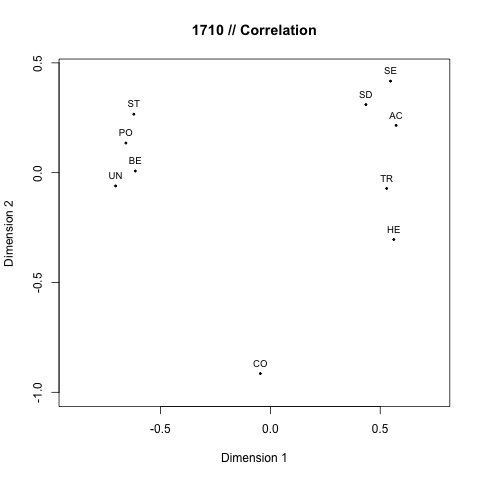 1710 // Correlation
0.5
0.0
-0.5
-1.0
Dimension 2
SE
SD
ST
AC
PO
BE
UN
TR
HE
CO
-0.5
0.0
0.5
Dimension 1